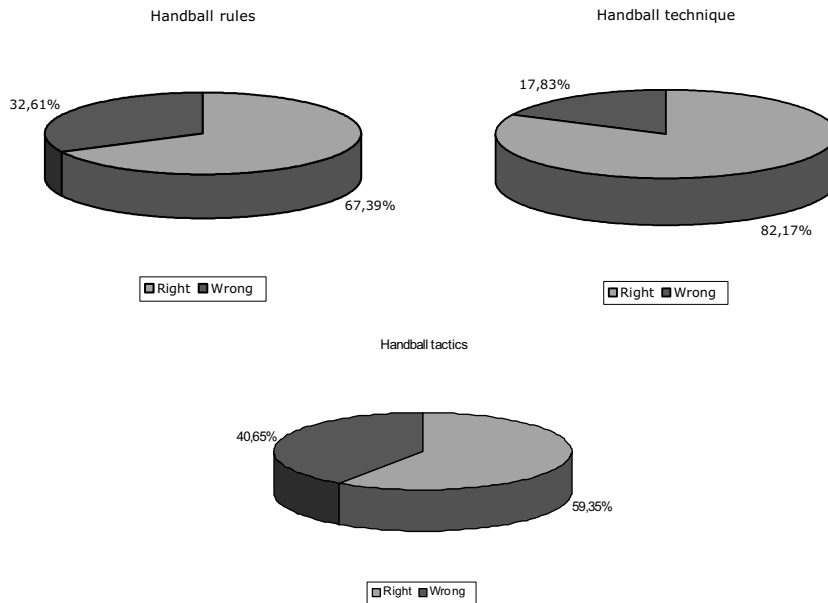 Handball rules
32,61%
67,39%
Right Wrong
Handball technique
17,83%
82,17%
Right Wrong
Handball tactics
40,65%
59,35%
Right Wrong